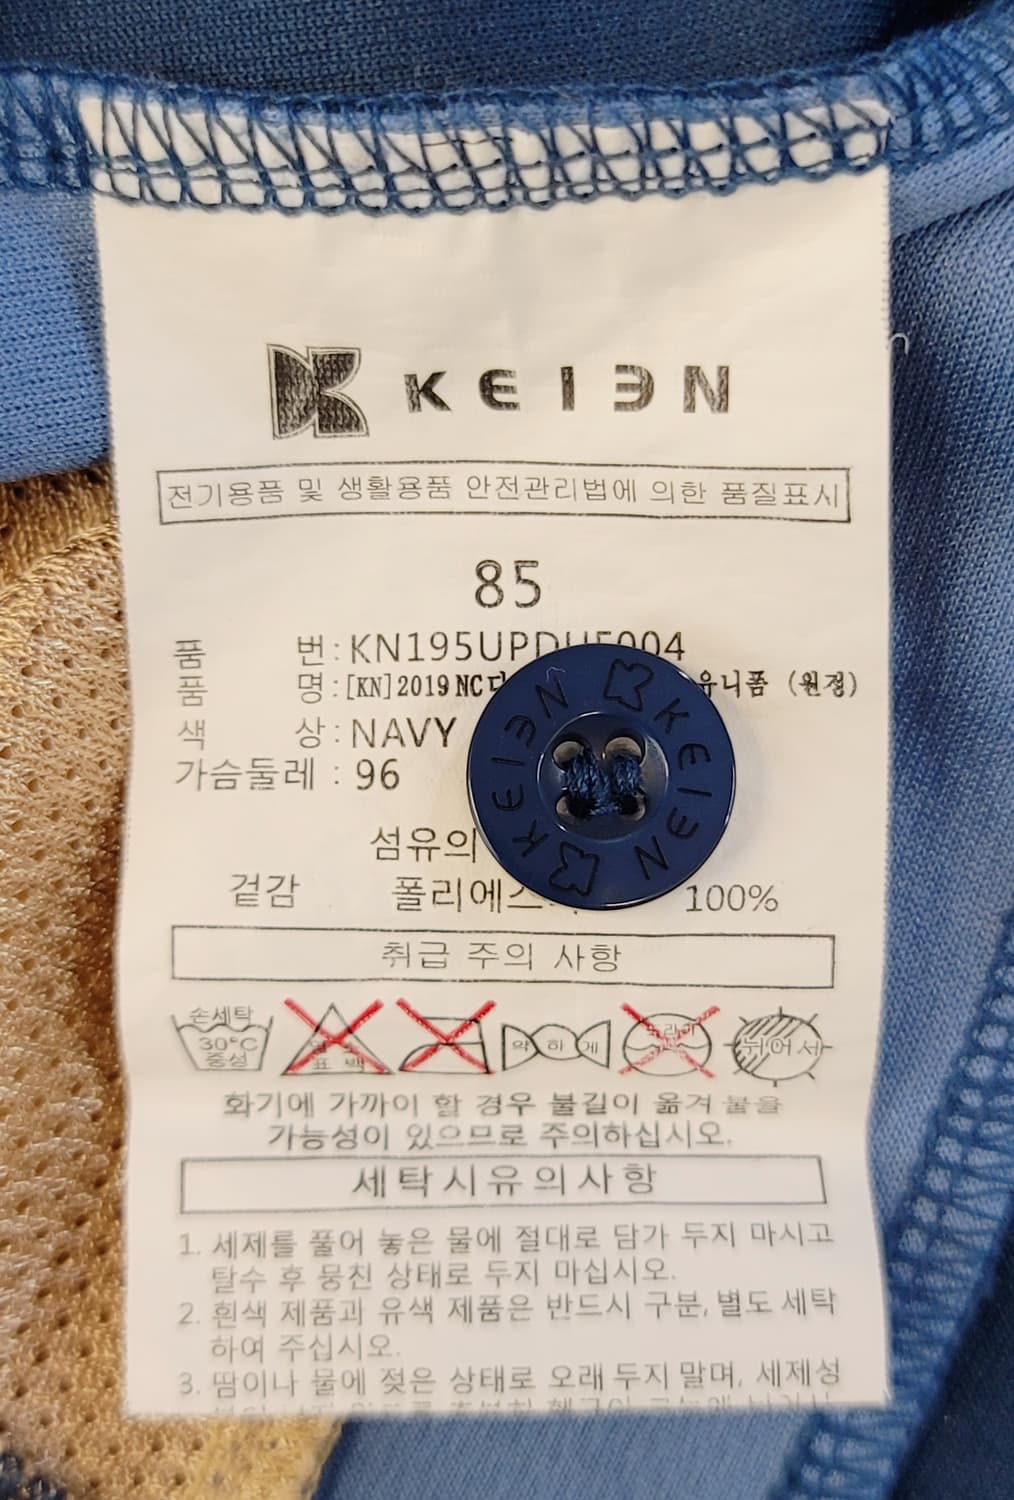 KEIEN
전기용품 및 생활용품 안전관리법에 의한 품질표시
85
품 번 :
품 명 : [KN] 2019 NC 유니폼 (원정)
색 상 : NAVY
가슴둘레 : 96
섬유의
겉감 100%
KEIEN
KEIEN
취급 주의 사항
손세탁
30°C
중성
약 하 게
뉘어서
화기에 가까이 할 경우 불길이 옮겨 붙을
가능성이 있으므로 주의하십시오.
세탁시유의사항
1. 세제를 풀어 놓은 물에 절대로 담가 두지 마시고
탈수 후 뭉친 상태로 두지 마십시오.
2. 흰색 제품과 유색 제품은 반드시 구분, 별도 세탁
하여 주십시오.
3. 땀이나 물에 젖은 상태로 오래 두지 말며, 세제성